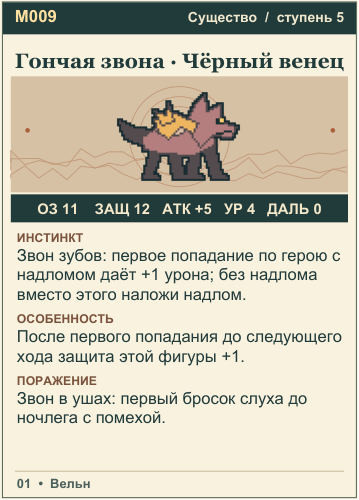 M009
Существо / ступень 5
Гончая звона · Чёрный венец
ОЗ 11 ЗАЩ 12 АТК +5 УР 4 ДАЛЬ 0
ИНСТИНКТ
Звон зубов: первое попадание по герою с
надломом даёт +1 урона; без надлома
вместо этого наложи надлом.
ОСОБЕННОСТЬ
После первого попадания до следующего
хода защита этой фигуры +1.
ПОРАЖЕНИЕ
Звон в ушах: первый бросок слуха до
ночлега с помехой.
01 • Вельн